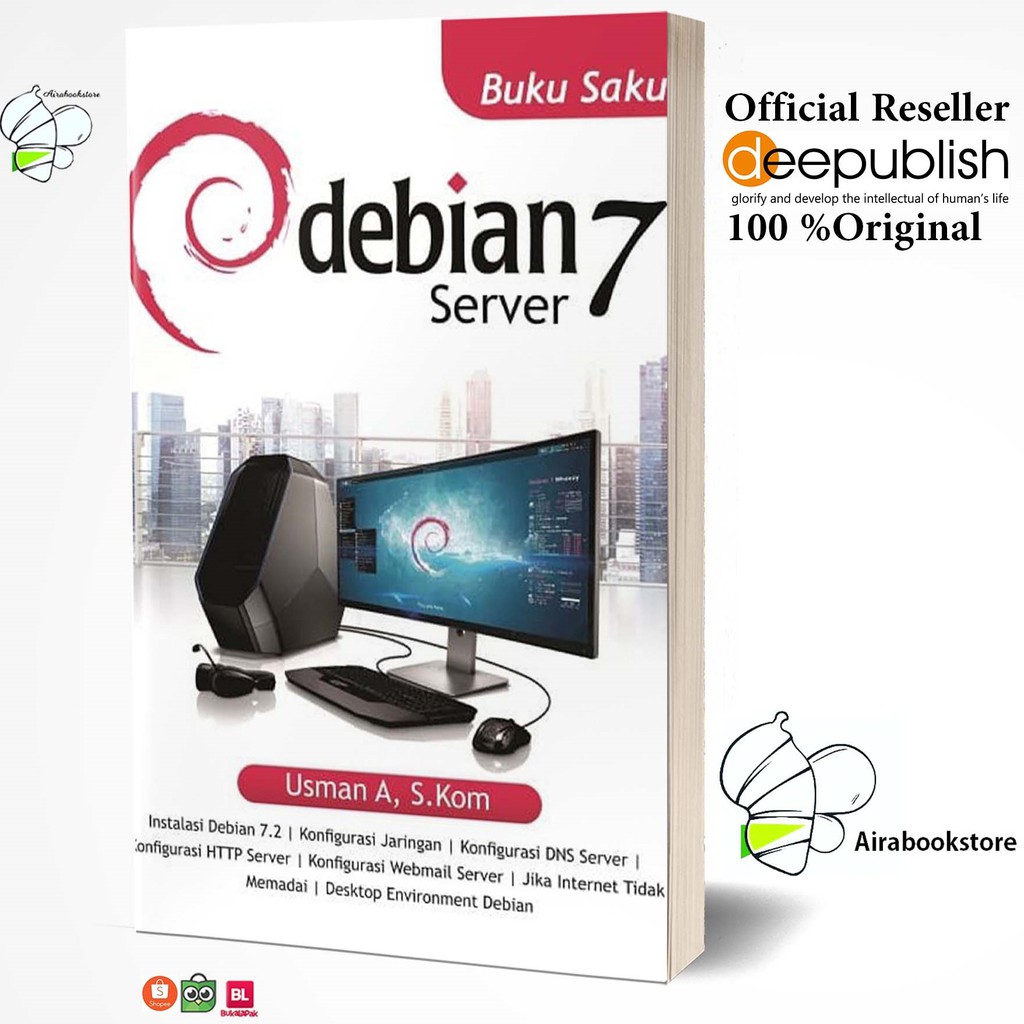 Airabookstore
Buku Saku
debian 7
Server
Official Reseller
deepublish
glorify and develop the intellectual of human's life
100 %Original
Usman A, S.Kom
Instalasi Debian 7.2 | Konfigurasi Jaringan | Konfigurasi DNS Server |
Konfigurasi HTTP Server | Konfigurasi Webmail Server | Jika Internet Tidak
Memadai | Desktop Environment Debian
Airabookstore
S
Shopee
BL
BukaLapak